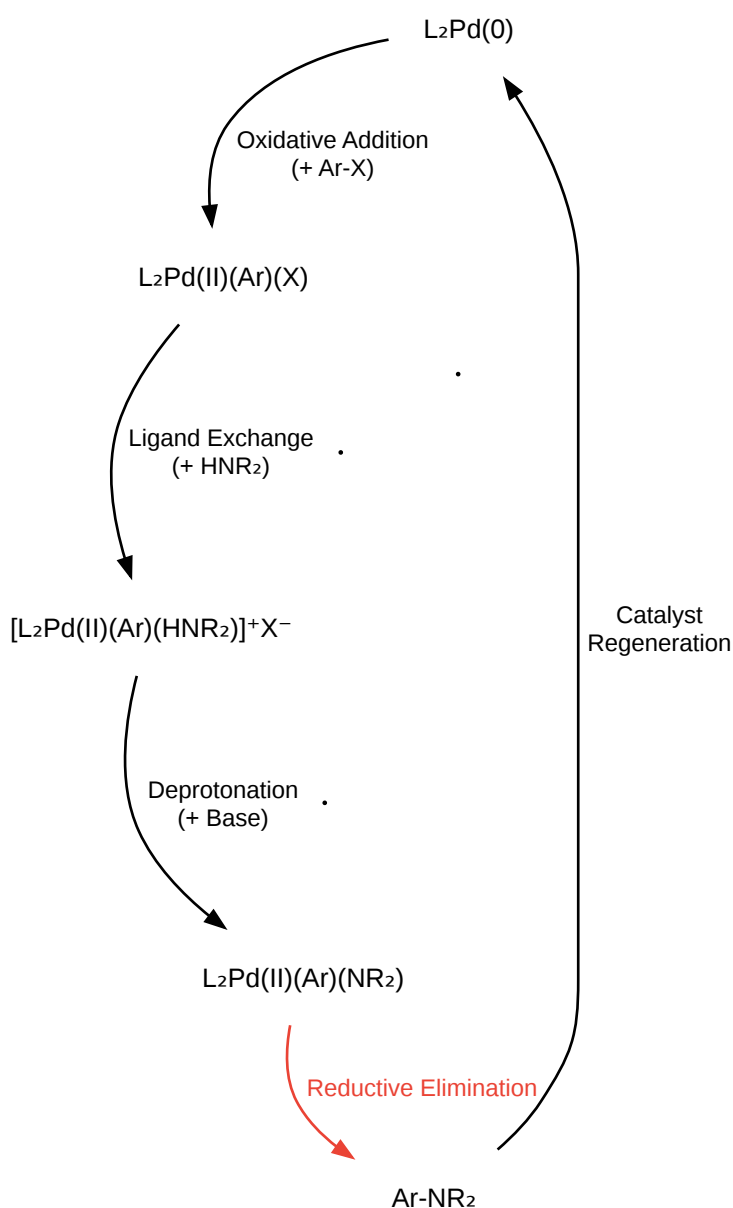 L₂Pd(0)
Oxidative Addition
(+ Ar-X)
L₂Pd(II)(Ar)(X)
Ligand Exchange
(+ HNR₂)
[L₂Pd(II)(Ar)(HNR₂)]⁺X⁻
Catalyst
Regeneration
Deprotonation
(+ Base)
L₂Pd(II)(Ar)(NR₂)
Reductive Elimination
Ar-NR₂